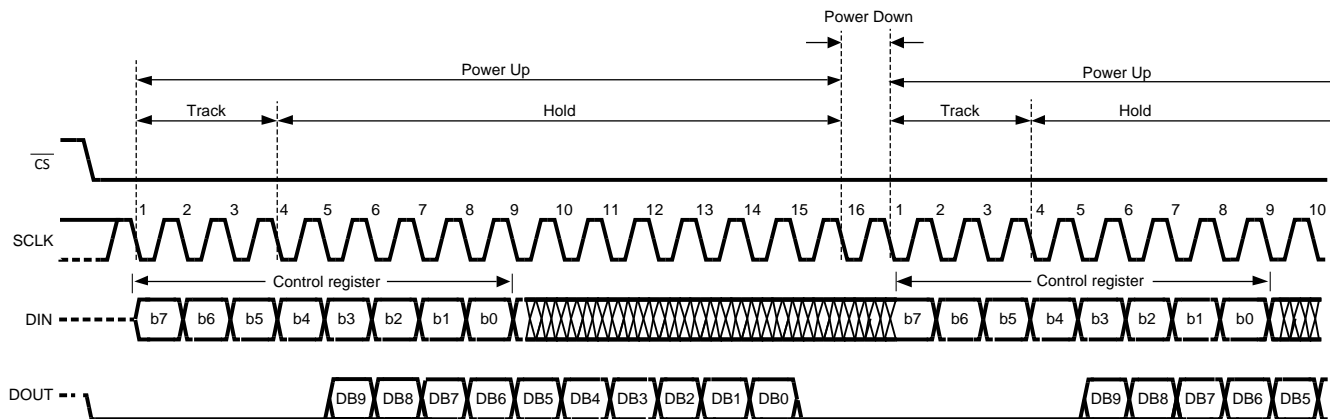 Power Down
Power Up
Power Up
Track
Hold
Track
Hold
CS
1 2 3 4 5 6 7 8 9 10 11 12 13 14 15 16 1 2 3 4 5 6 7 8 9 10
SCLK
Control register
Control register
DIN
b7 b6 b5 b4 b3 b2 b1 b0 b7 b6 b5 b4 b3 b2 b1 b0
DOUT
DB9 DB8 DB7 DB6 DB5 DB4 DB3 DB2 DB1 DB0 DB9 DB8 DB7 DB6 DB5